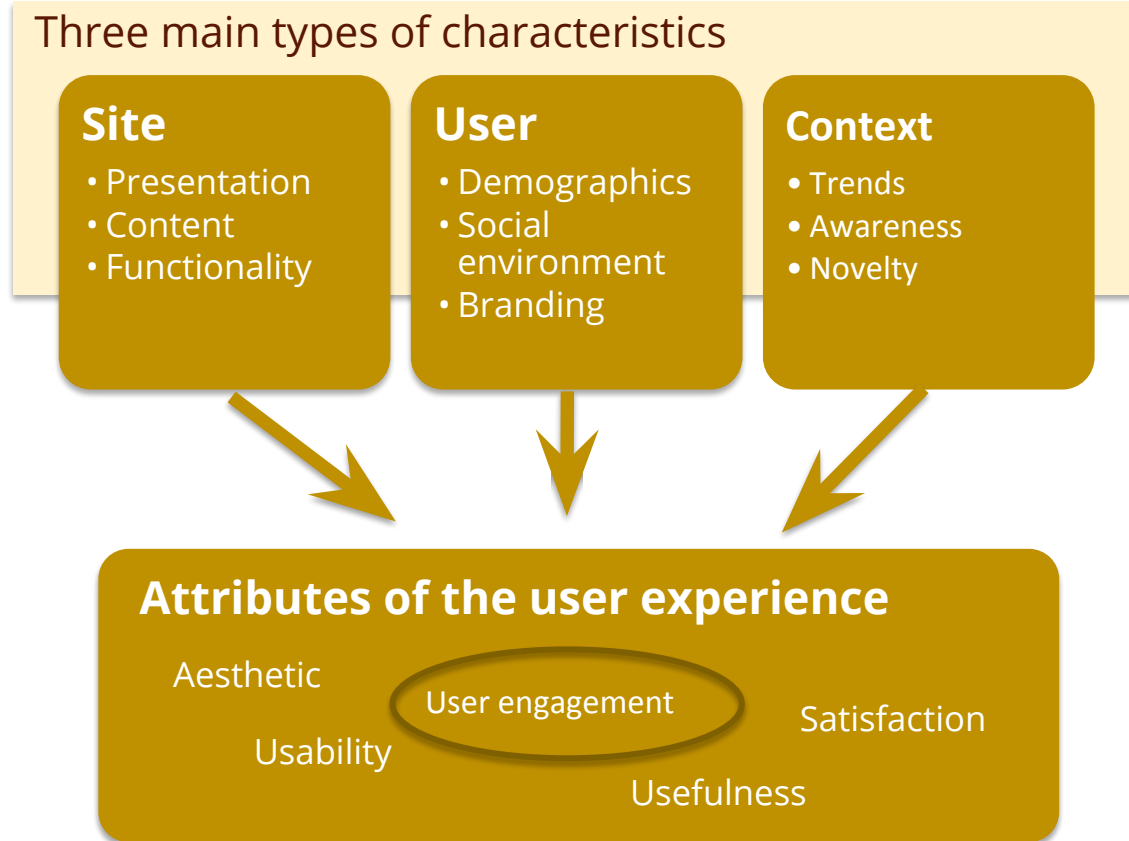 Three main types of characteristics
Site
• Presentation
• Content
• Functionality
User
• Demographics
• Social
environment
• Branding
Context
• Trends
• Awareness
• Novelty
Attributes of the user experience
Aesthetic
User engagement
Satisfaction
Usability
Usefulness